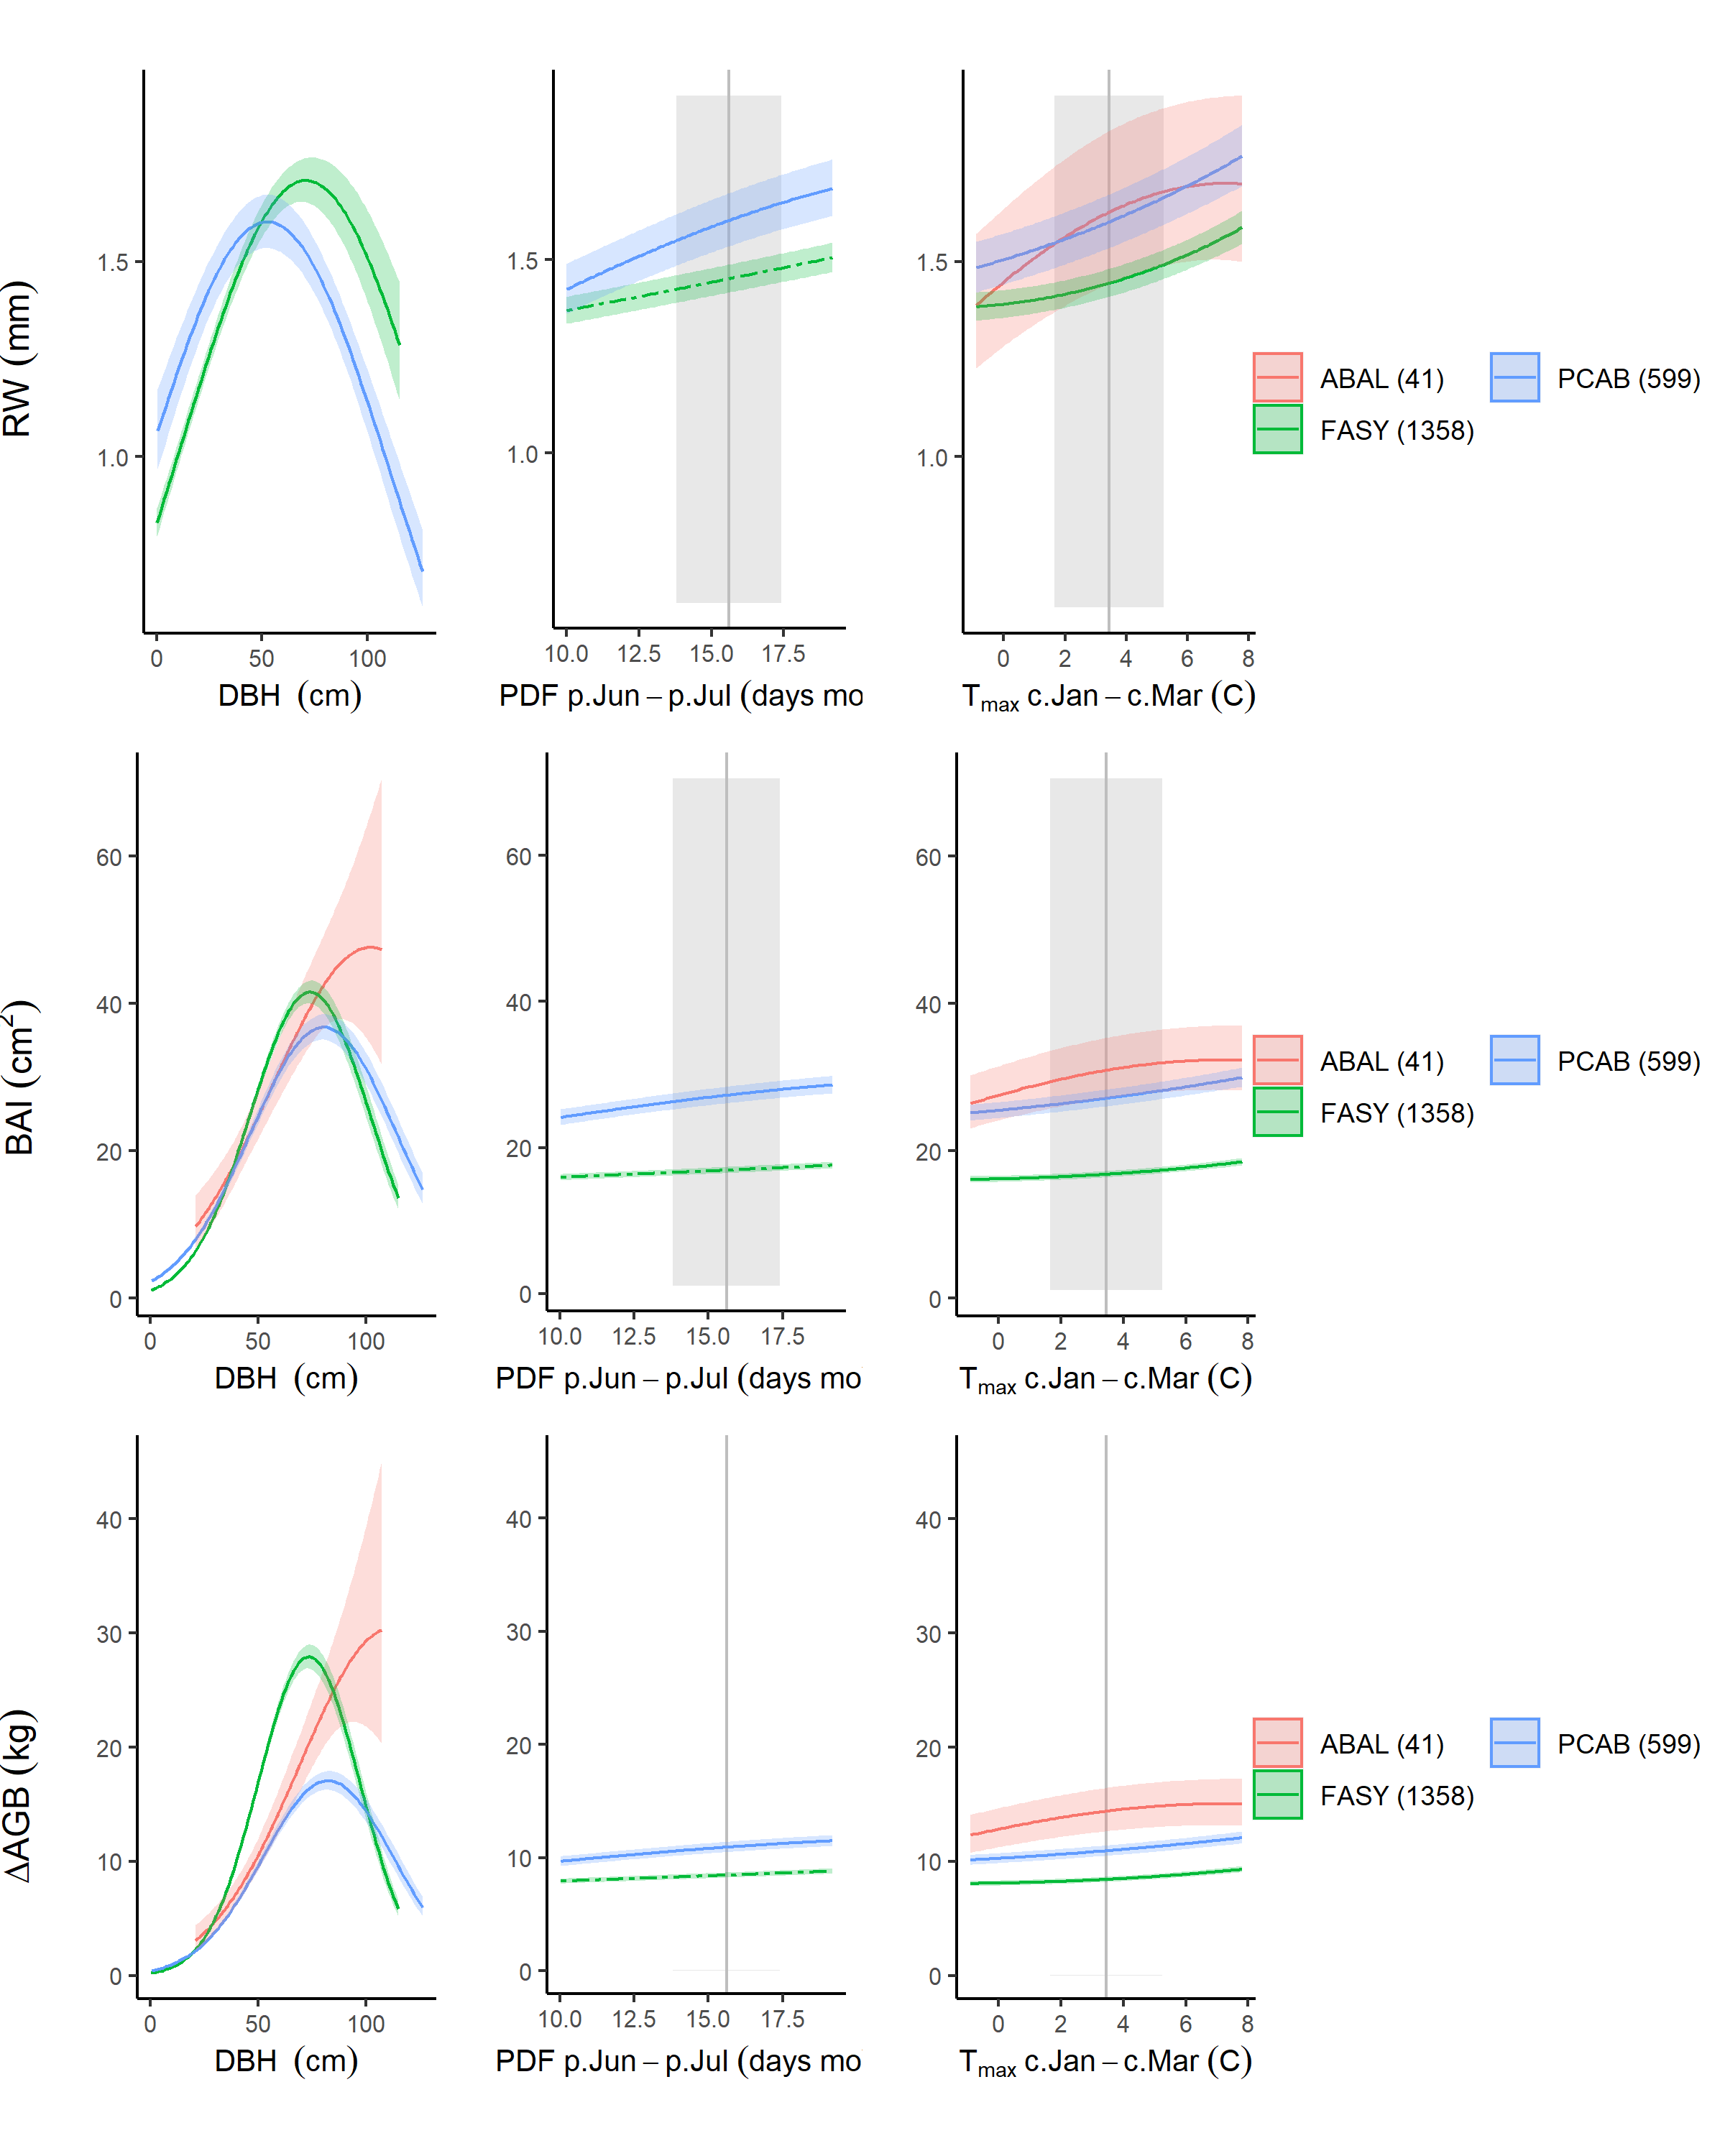 RW (mm)
1.5
1.0
0 50 100
DBH (cm)
1.5
1.0
10.0 12.5 15.0 17.5
PDF p.Jun – p.Jul (days mo
1.5
1.0
0 2 4 6 8
Tmax c.Jan – c.Mar (C)
ABAL (41) PCAB (599)
FASY (1358)
BAI (cm²)
60
40
20
0
0 50 100
DBH (cm)
60
40
20
0
10.0 12.5 15.0 17.5
PDF p.Jun – p.Jul (days mo
60
40
20
0
0 2 4 6 8
Tmax c.Jan – c.Mar (C)
ABAL (41) PCAB (599)
FASY (1358)
ΔAGB (kg)
40
30
20
10
0
0 50 100
DBH (cm)
40
30
20
10
0
10.0 12.5 15.0 17.5
PDF p.Jun – p.Jul (days mo
40
30
20
10
0
0 2 4 6 8
Tmax c.Jan – c.Mar (C)
ABAL (41) PCAB (599)
FASY (1358)